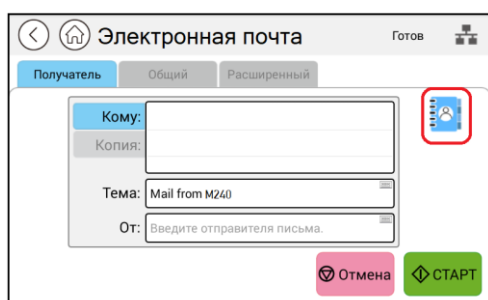 Электронная почта
Готов
Получатель
Общий
Расширенный
Кому:
Копия:
Тема: Mail from M240
От: Введите отправителя письма.
Отмена
СТАРТ